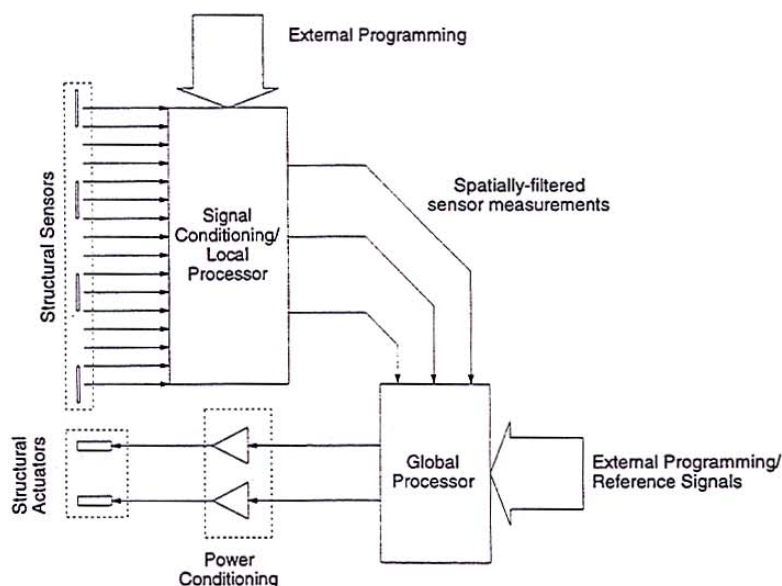 External Programming
Structural Sensors
Signal
Conditioning/
Local
Processor
Spatially-filtered
sensor measurements
Structural
Actuators
Global
Processor
External Programming/
Reference Signals
Power
Conditioning